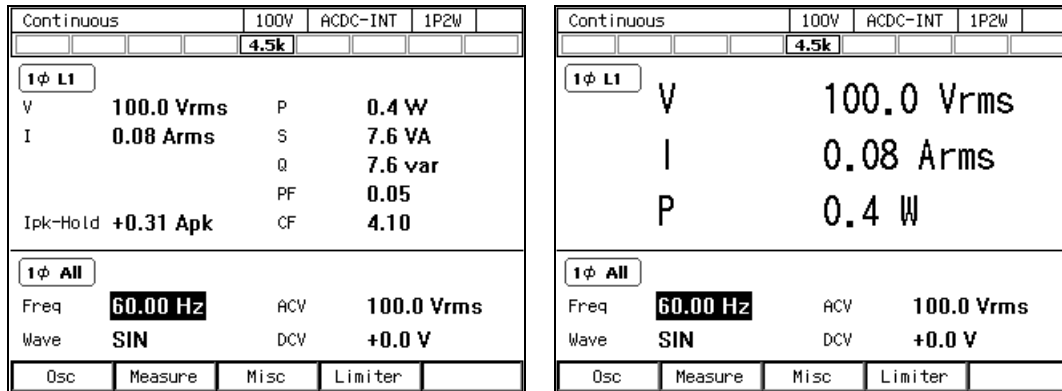 Continuous 100V ACDC-INT 1P2W
4.5k
1ϕ L1
V 100.0 Vrms P 0.4 W
I 0.08 Arms S 7.6 VA
Q 7.6 var
PF 0.05
Ipk-Hold +0.31 Apk CF 4.10
1ϕ All
Freq 60.00 Hz ACV 100.0 Vrms
Wave SIN DCV +0.0 V
Osc Measure Misc Limiter
Continuous 100V ACDC-INT 1P2W
4.5k
1ϕ L1
V 100.0 Vrms
I 0.08 Arms
P 0.4 W
1ϕ All
Freq 60.00 Hz ACV 100.0 Vrms
Wave SIN DCV +0.0 V
Osc Measure Misc Limiter